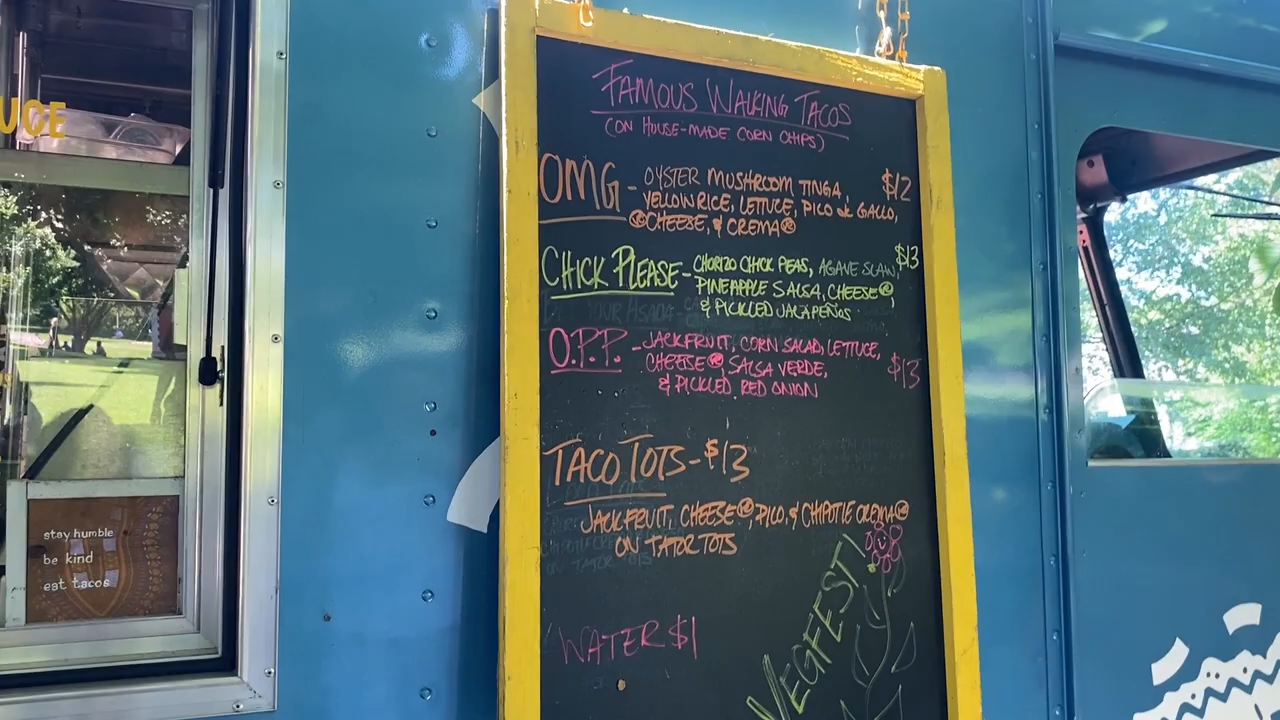 UCE
stay humble
be kind
eat tacos
FAMOUS WALKING TACOS
(ON HOUSE-MADE CORN CHIPS)
OMG - OYSTER MUSHROOM TINGA, $12
YELLOW RICE, LETTUCE, PICO de GALLO,
CHEESE, & CREMA
CHICK PLEASE - CHORIZO CHICK PEAS, AGAVE SLAW, $13
PINEAPPLE SALSA, CHEESE,
& PICKLED JALAPEÑOS
O.P.P. - JACKFRUIT, CORN SALAD, LETTUCE,
CHEESE, SALSA VERDE, $13
& PICKLED RED ONION
TACO TOTS - $13
JACKFRUIT, CHEESE, PICO, & CHIPOTLE CREMA
ON TATOR TOTS
WATER $1
VEGFEST!